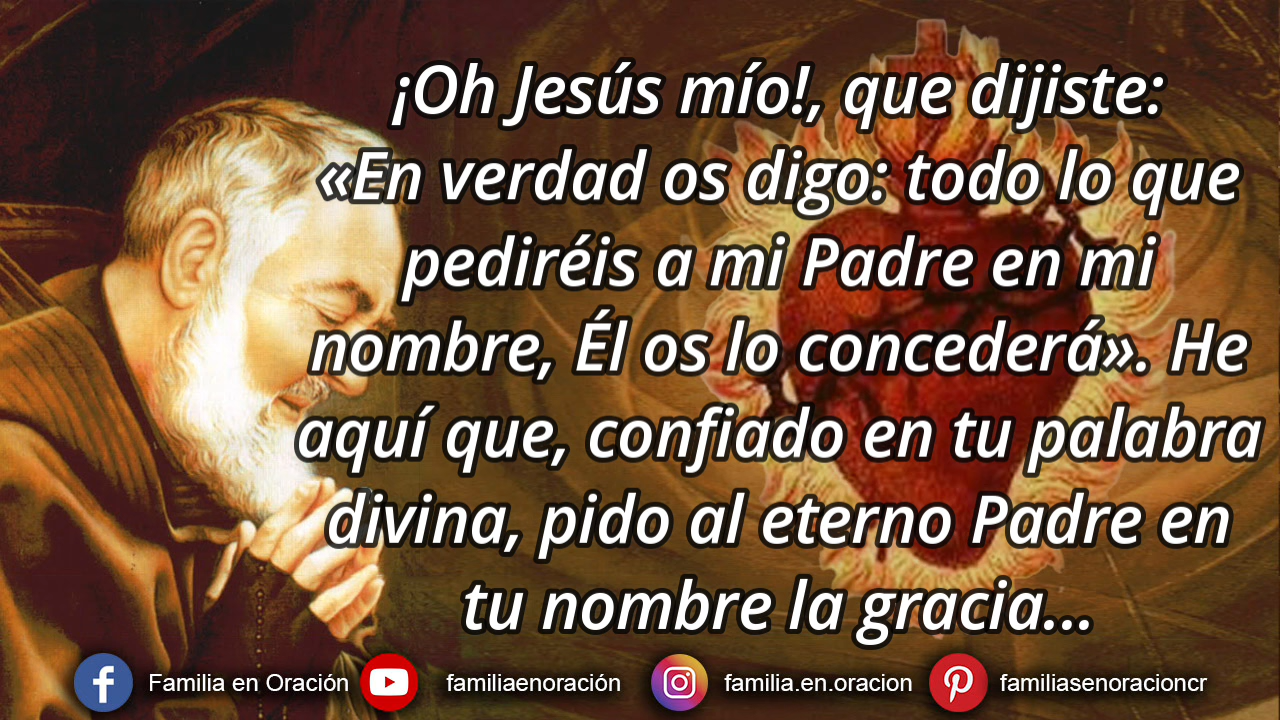 ¡Oh Jesús mío!, que dijiste:
«En verdad os digo: todo lo que
pediréis a mi Padre en mi
nombre, Él os lo concederá». He
aquí que, confiado en tu palabra
divina, pido al eterno Padre en
tu nombre la gracia...
Familia en Oración familiaenoración familia.en.oracion familiasenoracioncr